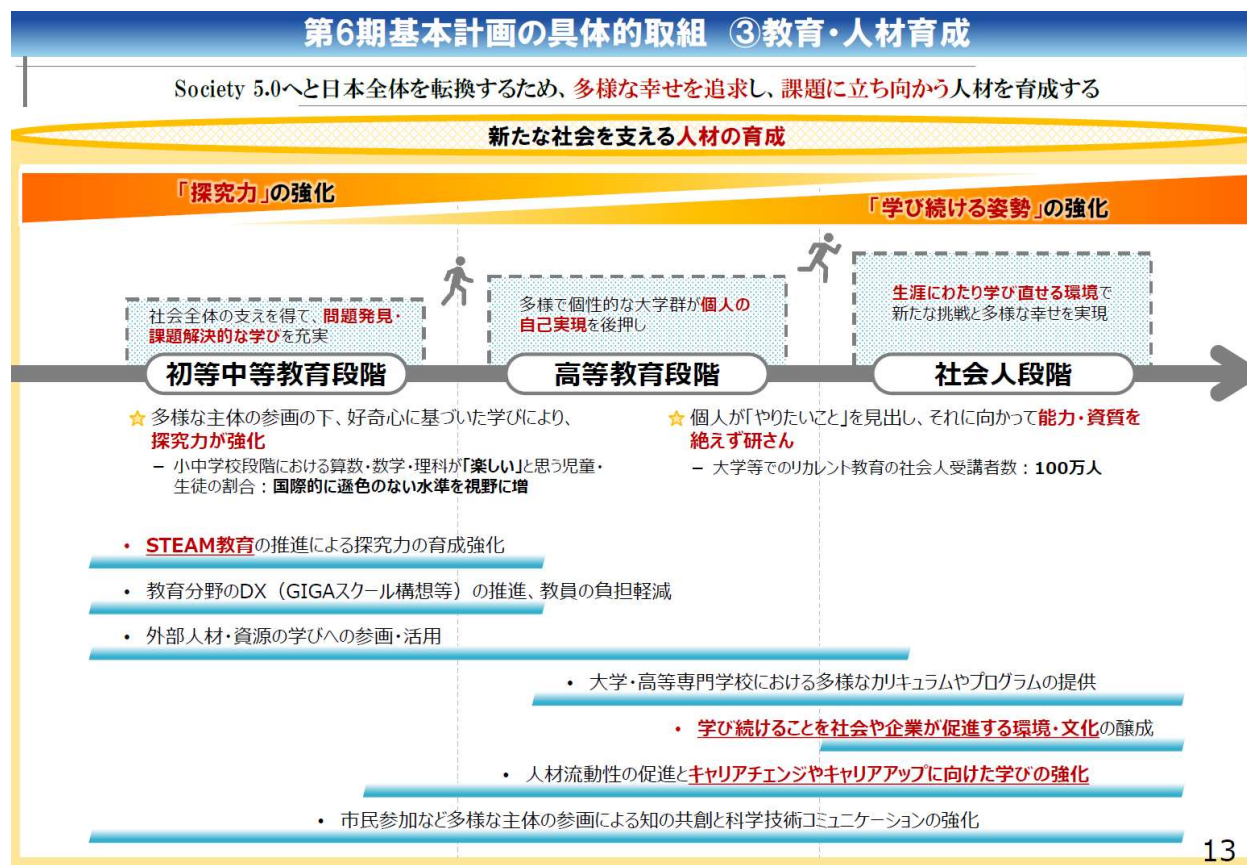 第6期基本計画の具体的取組 ③教育・人材育成
Society 5.0へと日本全体を転換するため、多様な幸せを追求し、課題に立ち向かう人材を育成する
新たな社会を支える人材の育成
「探究力」の強化
「学び続ける姿勢」の強化
社会全体の支えを得て、問題発見・
課題解決的な学びを充実
多様で個性的な大学群が個人の
自己実現を後押し
生涯にわたり学び直せる環境で
新たな挑戦と多様な幸せを実現
初等中等教育段階
高等教育段階
社会人段階
☆ 多様な主体の参画の下、好奇心に基づいた学びにより、
探究力が強化
– 小中学校段階における算数・数学・理科が「楽しい」と思う児童・
生徒の割合：国際的に遜色のない水準を視野に増
☆ 個人が「やりたいこと」を見出し、それに向かって能力・資質を
絶えず研さん
– 大学等でのリカレント教育の社会人受講者数：100万人
• STEAM教育の推進による探究力の育成強化
• 教育分野のDX（GIGAスクール構想等）の推進、教員の負担軽減
• 外部人材・資源の学びへの参画・活用
• 大学・高等専門学校における多様なカリキュラムやプログラムの提供
• 学び続けることを社会や企業が促進する環境・文化の醸成
• 人材流動性の促進とキャリアチェンジやキャリアアップに向けた学びの強化
• 市民参加など多様な主体の参画による知の共創と科学技術コミュニケーションの強化
13